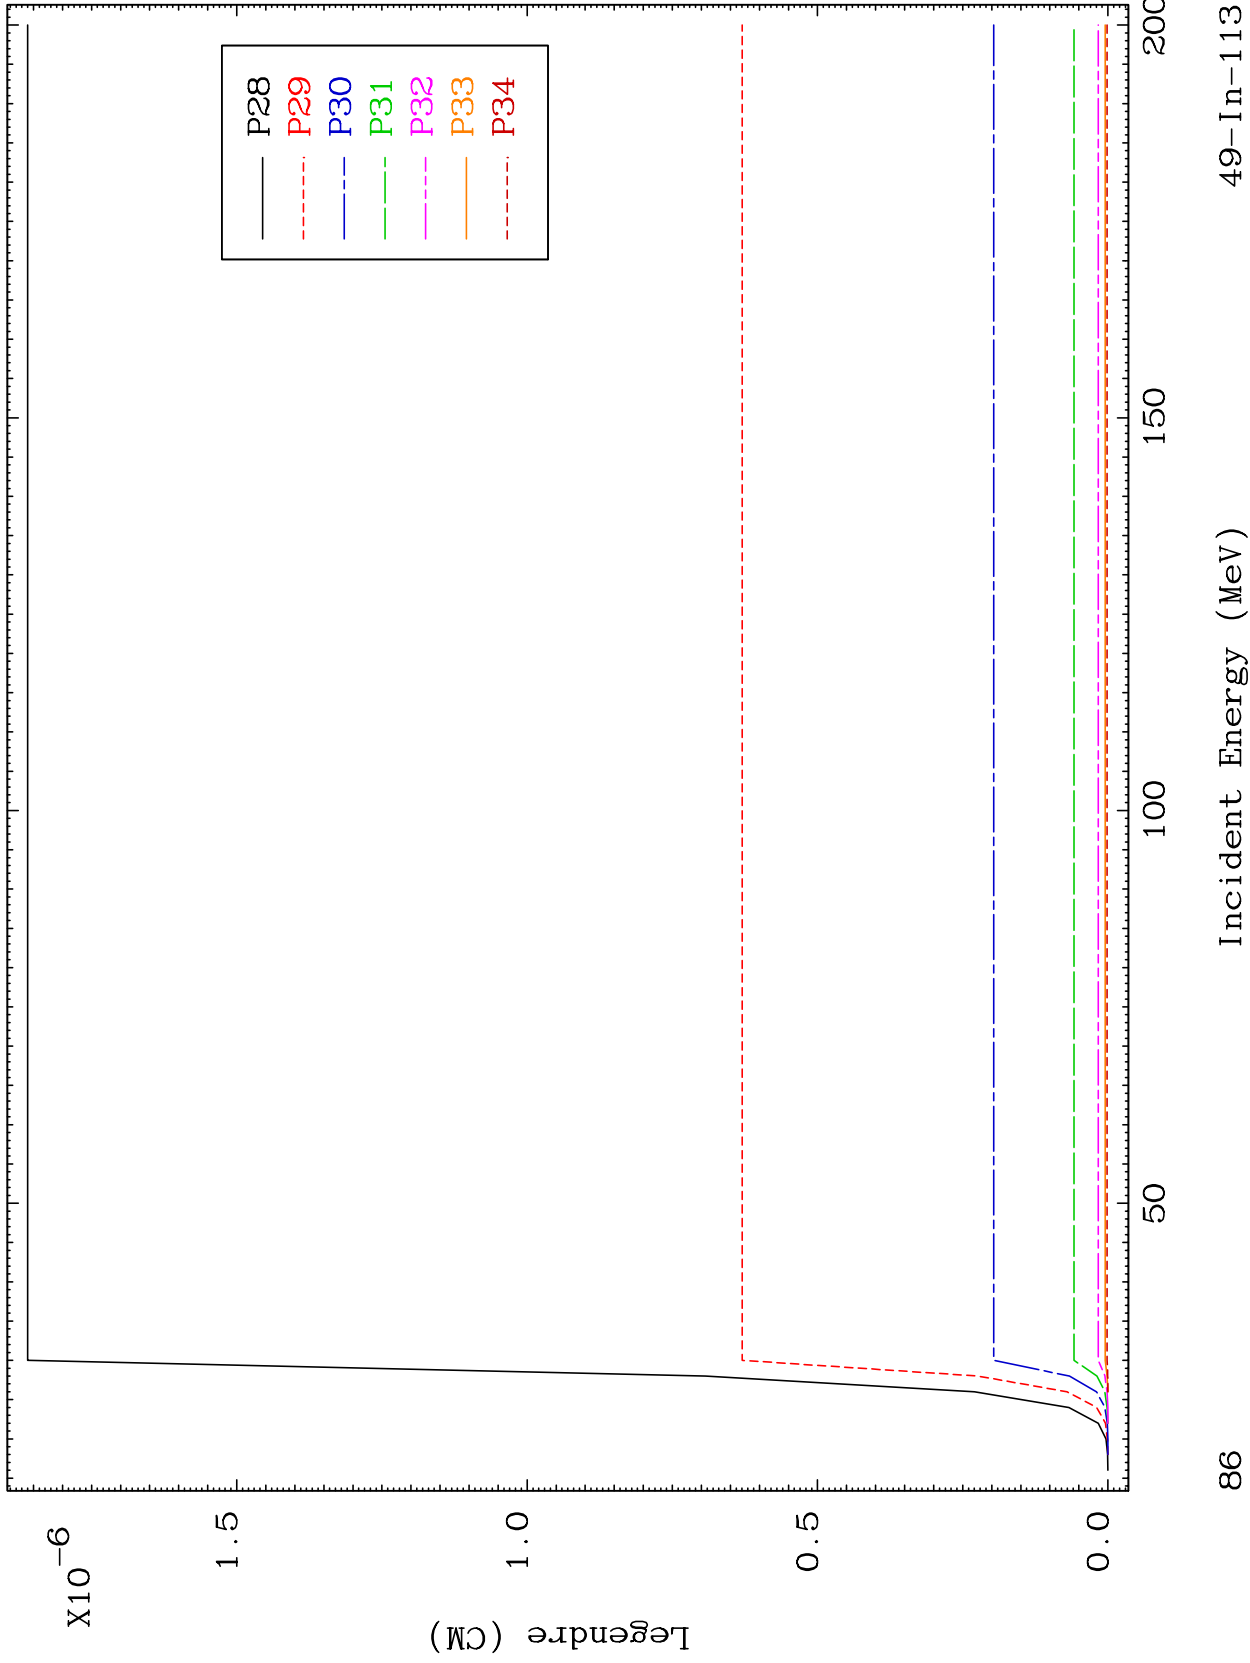 X10-6
1.5
1.0
0.5
0.0
Legendre (CM)
P28
P29
P30
P31
P32
P33
P34
50
100
150
200
Incident Energy (MeV)
86
49-In-113